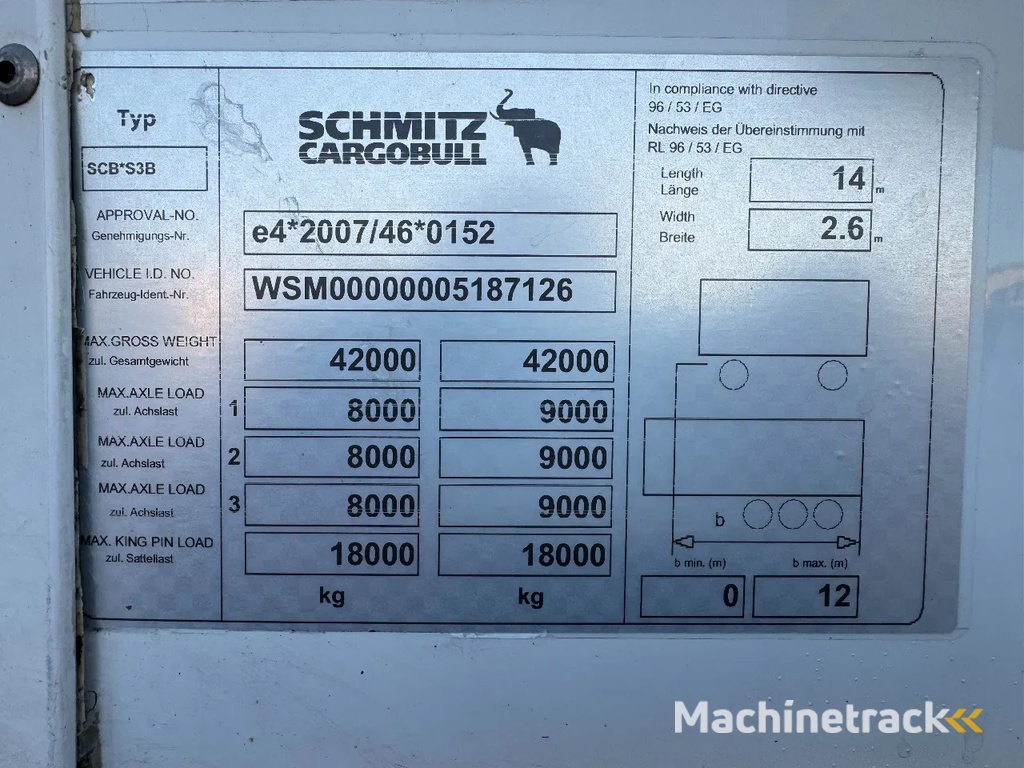 Typ
SCB*S3B
SCHMITZ
CARGOBULL
APPROVAL-NO.
Genehmigungs-Nr.
e4*2007/46*0152
VEHICLE I.D. NO.
Fahrzeug-Ident.-Nr.
WSM00000005187126
MAX.GROSS WEIGHT
zul. Gesamtgewicht
42000 42000
MAX.AXLE LOAD
zul. Achslast
1 8000 9000
MAX.AXLE LOAD
zul. Achslast
2 8000 9000
MAX.AXLE LOAD
zul. Achslast
3 8000 9000
MAX. KING PIN LOAD
zul. Sattellast
18000 18000
kg kg
In compliance with directive
96 / 53 / EG
Nachweis der Übereinstimmung mit
RL 96 / 53 / EG
Length
Länge
14 m
Width
Breite
2.6 m
b
b min. (m) b max. (m)
0 12
Machinetrack